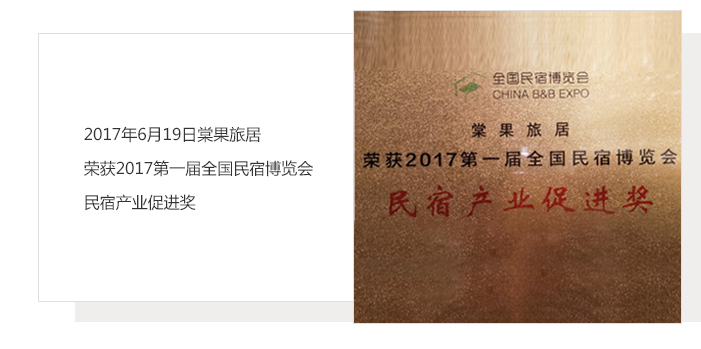 2017年6月19日棠果旅居
荣获2017第一届全国民宿博览会
民宿产业促进奖
全国民宿博览会
CHINA B&B EXPO
棠果旅居
荣获2017第一届全国民宿博览会
民宿产业促进奖